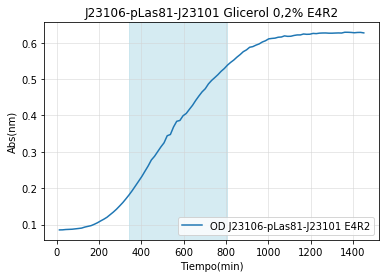 J23106-pLas81-J23101 Glicerol 0,2% E4R2
Abs(nm)
0.6
0.5
0.4
0.3
0.2
0.1
OD J23106-pLas81-J23101 E4R2
0 200 400 600 800 1000 1200 1400
Tiempo(min)